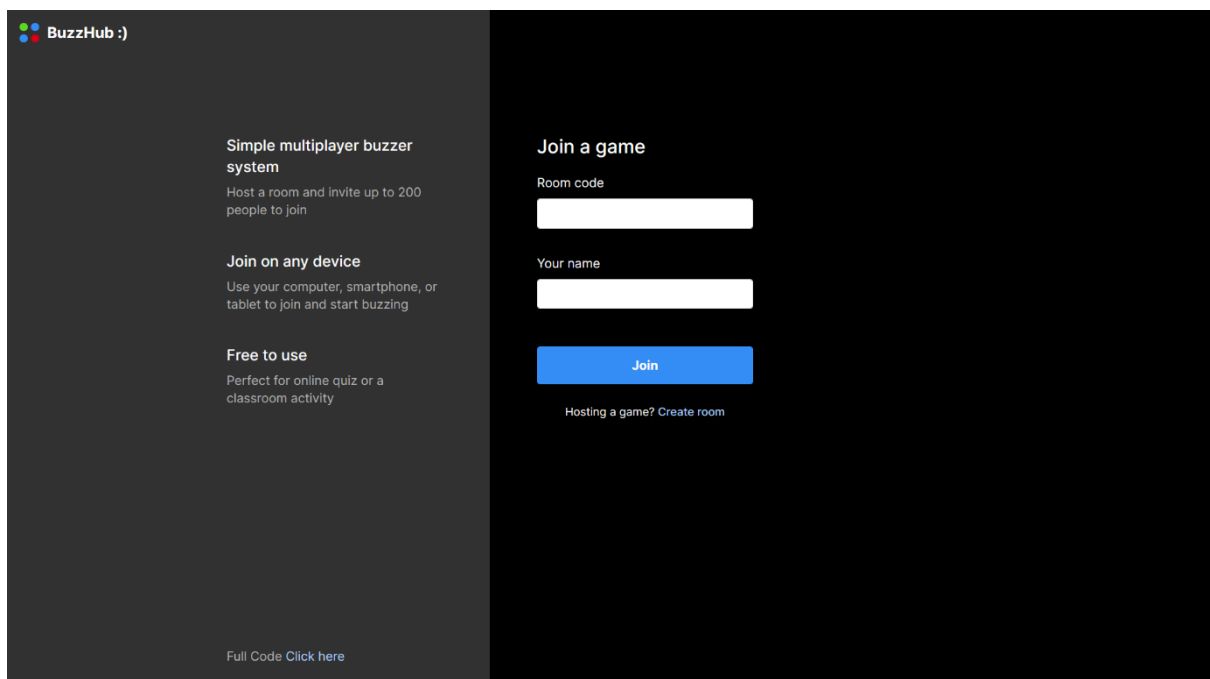 BuzzHub :)
Simple multiplayer buzzer
system
Host a room and invite up to 200
people to join
Join on any device
Use your computer, smartphone, or
tablet to join and start buzzing
Free to use
Perfect for online quiz or a
classroom activity
Full Code Click here
Join a game
Room code
Your name
Join
Hosting a game? Create room